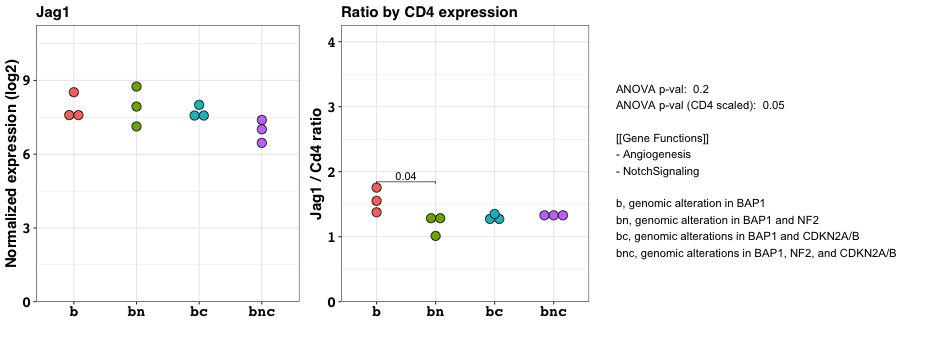 Jag1
Normalized expression (log2)
9
6
3
0
b bn bc bnc
Ratio by CD4 expression
Jag1 / Cd4 ratio
4
3
2
1
0
0.04
b bn bc bnc
ANOVA p-val: 0.2
ANOVA p-val (CD4 scaled): 0.05
[[Gene Functions]]
- Angiogenesis
- NotchSignaling
b, genomic alteration in BAP1
bn, genomic alteration in BAP1 and NF2
bc, genomic alterations in BAP1 and CDKN2A/B
bnc, genomic alterations in BAP1, NF2, and CDKN2A/B